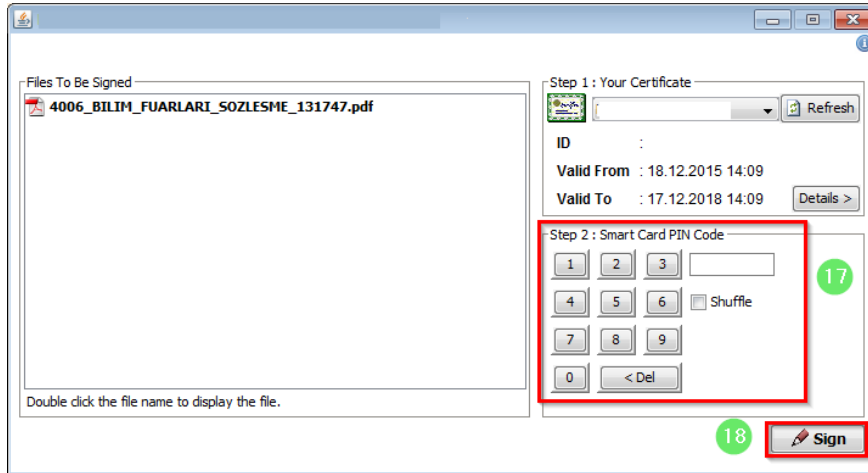 Files To Be Signed
4006_BILIM_FUARLARI_SOZLESME_131747.pdf
Double click the file name to display the file.
Step 1 : Your Certificate
[
Refresh
ID :
Valid From : 18.12.2015 14:09
Valid To : 17.12.2018 14:09
Details >
Step 2 : Smart Card PIN Code
1 2 3
4 5 6 Shuffle
7 8 9
0 < Del
17
18
Sign